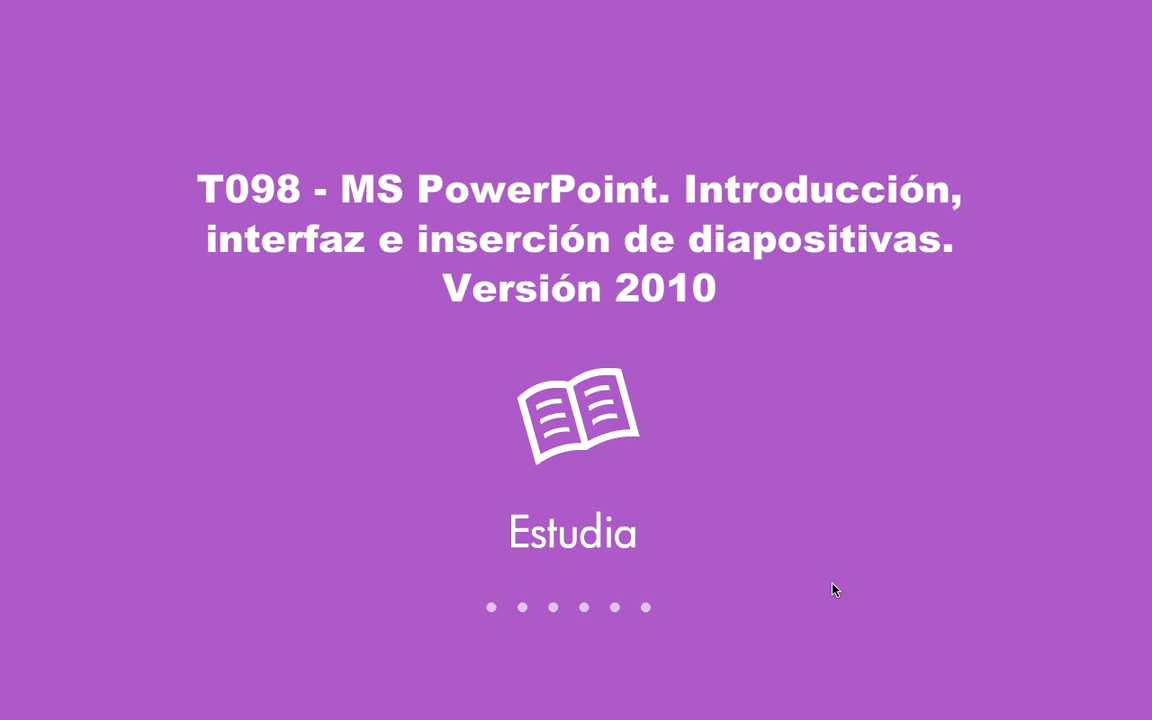 T098 - MS PowerPoint. Introducción,
interfaz e inserción de diapositivas.
Versión 2010
Estudia